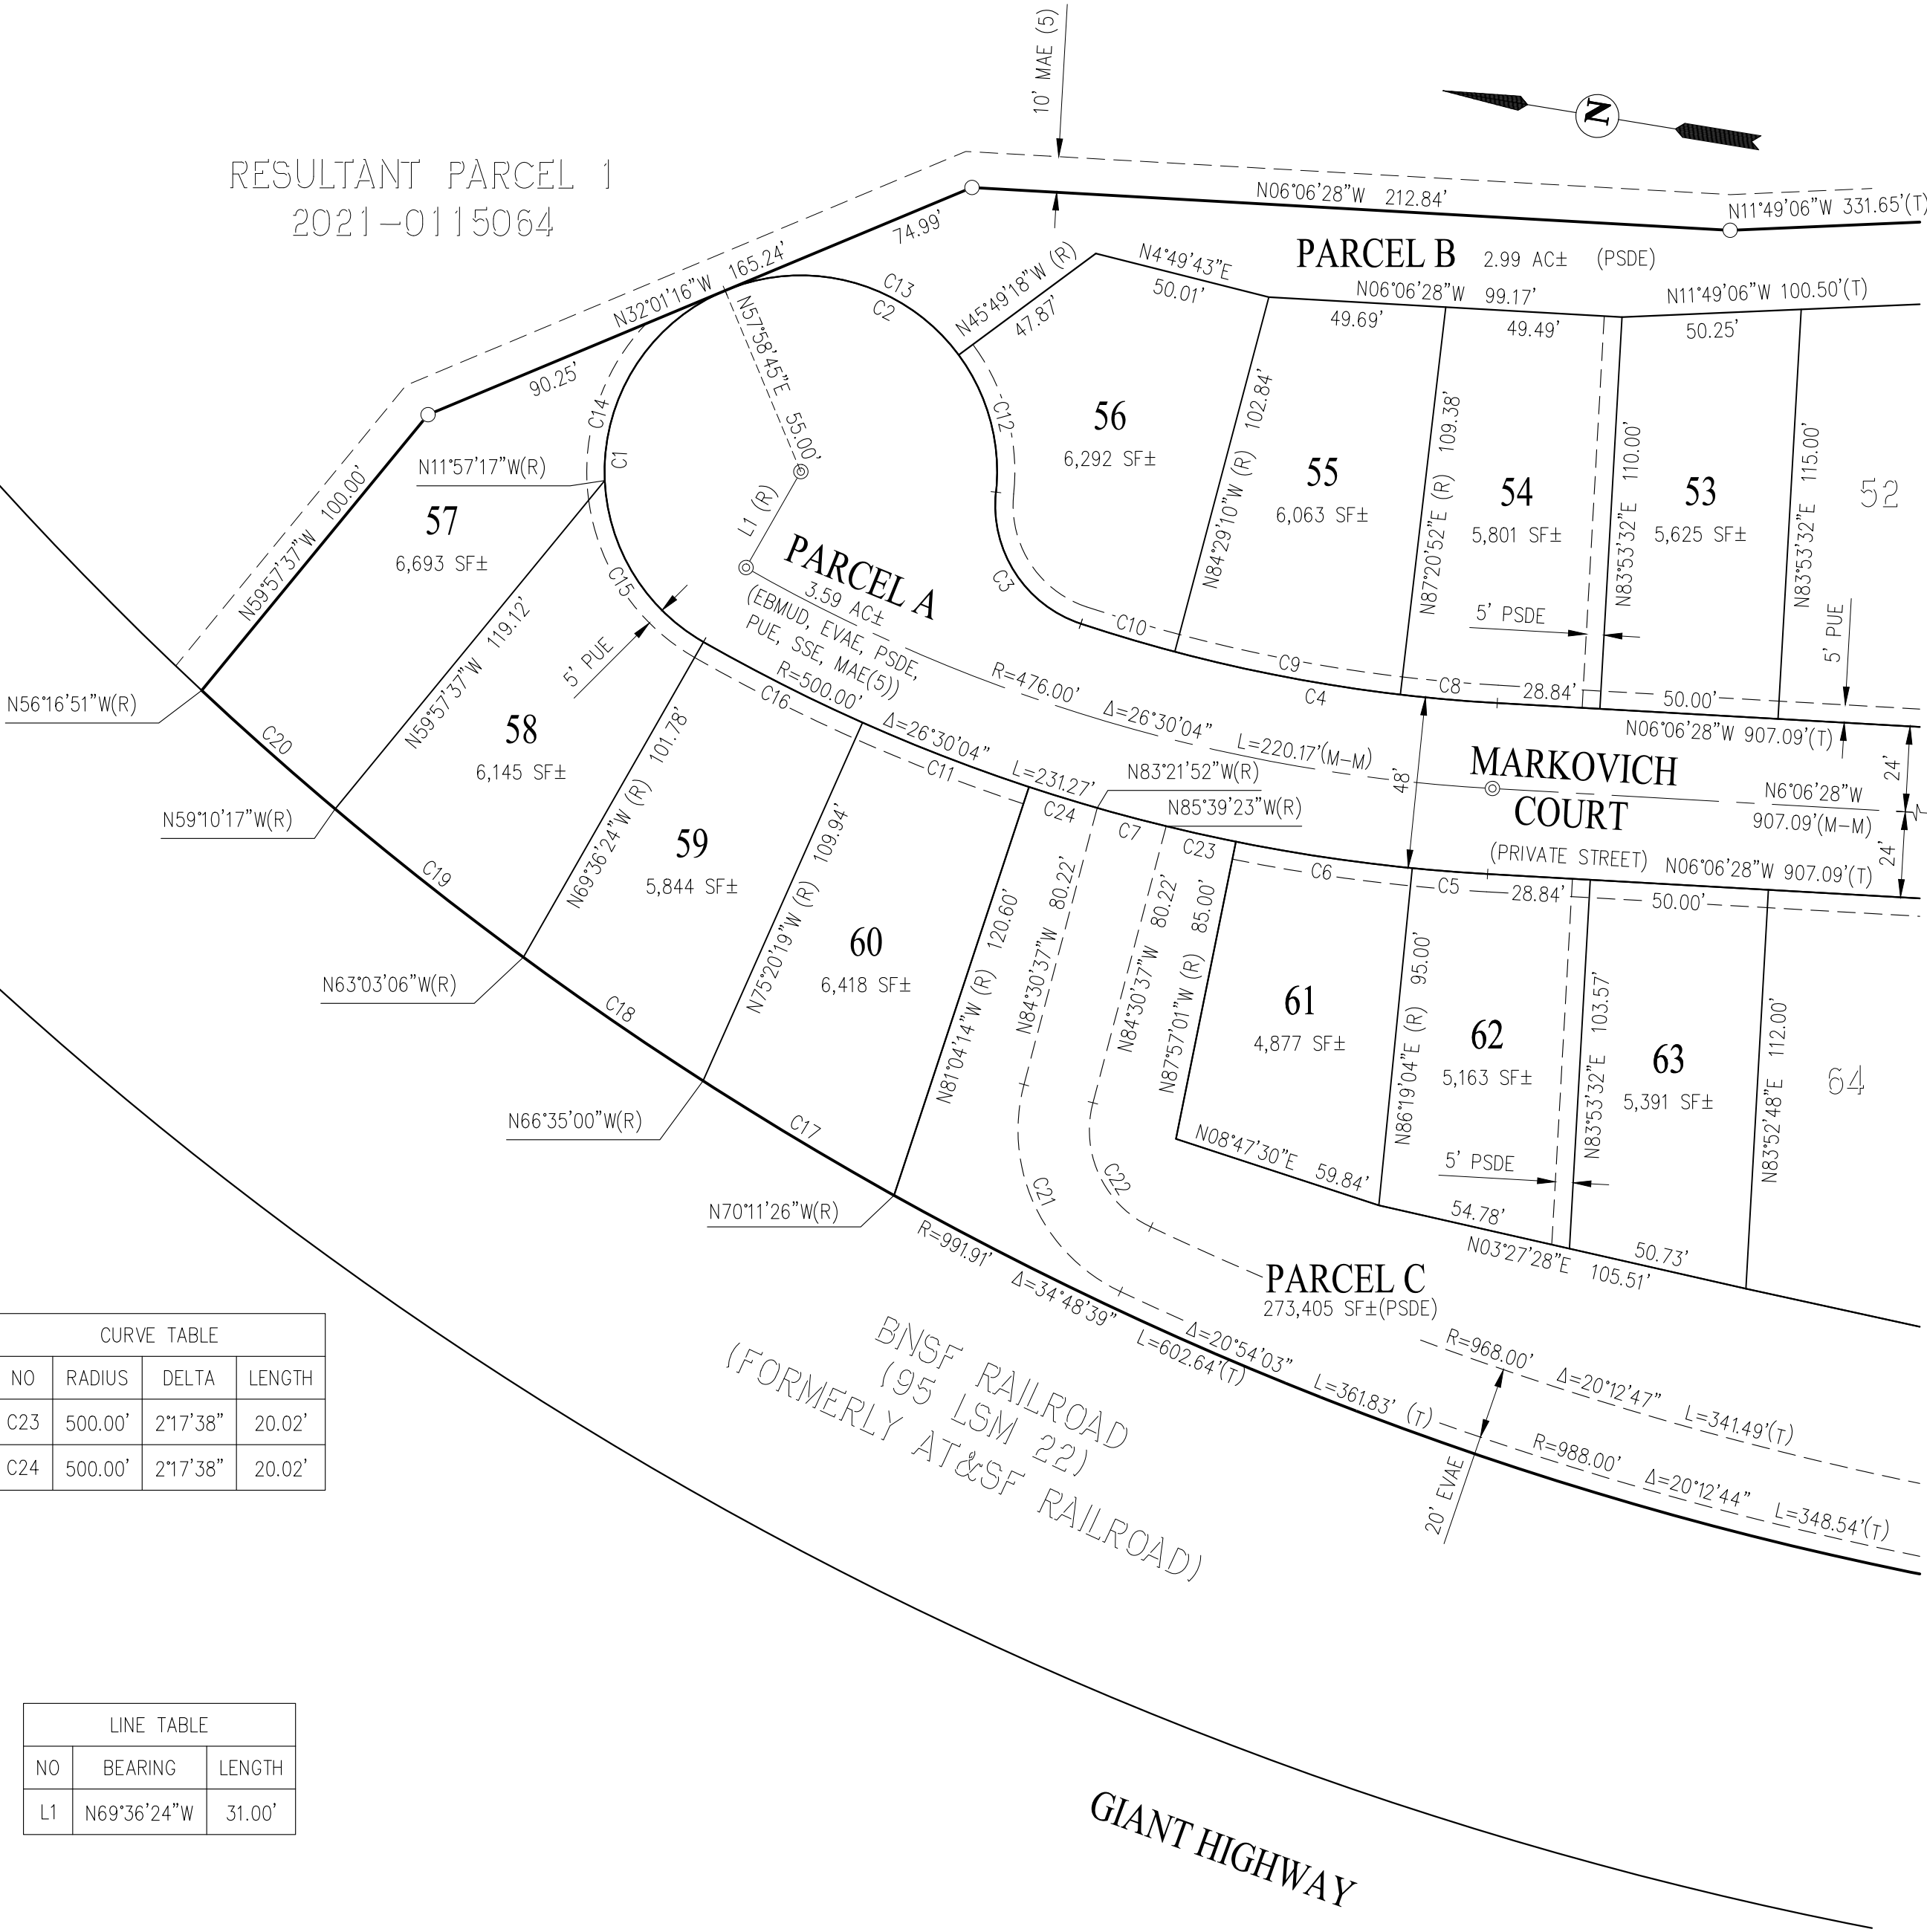 10' MAE (5)
N
RESULTANT PARCEL 1
2021-0115064
N06°06'28"W 212.84'
N11°49'06"W 331.65'(T)
74.99'
N32°01'16"W 165.24'
90.25'
C13
C2
N45°49'18"W (R)
47.87'
N4°49'43"E
50.01'
PARCEL B 2.99 AC± (PSDE)
N06°06'28"W 99.17'
N11°49'06"W 100.50'(T)
49.69'
49.49'
50.25'
N57°58'45"E 55.00'
C14
C1
N11°57'17"W(R)
N59°57'37"W 100.00'
57
6,693 SF±
L1 (R)
C12
C3
56
6,292 SF±
N84°29'10"W (R) 102.84'
55
6,063 SF±
N87°20'52"E (R) 109.38'
54
5,801 SF±
N83°53'32"E 110.00'
53
5,625 SF±
N83°53'32"E 115.00'
52
5' PSDE
5' PUE
PARCEL A
3.59 AC±
(EBMUD, EVAE, PSDE,
PUE, SSE, MAE(5))
C15
5' PUE
C10
C9
C4
C8
28.84'
50.00'
N06°06'28"W 907.09'(T)
R=476.00' Δ=26°30'04" L=220.17'(M-M)
R=500.00' Δ=26°30'04" L=231.27'
C16
C11
C24
C7
C23
N83°21'52"W(R)
N85°39'23"W(R)
48'
MARKOVICH
COURT
(PRIVATE STREET)
N6°06'28"W
907.09'(M-M)
24'
24'
N06°06'28"W 907.09'(T)
C6
C5
28.84'
50.00'
N56°16'51"W(R)
C20
N59°57'37"W 119.12'
58
6,145 SF±
N59°10'17"W(R)
C19
N69°36'24"W (R) 101.78'
59
5,844 SF±
N63°03'06"W(R)
C18
N75°20'19"W (R) 109.94'
60
6,418 SF±
N66°35'00"W(R)
C17
N81°04'14"W (R) 120.60'
N84°30'37"W 80.22'
N84°30'37"W 80.22'
N87°57'01"W (R) 85.00'
61
4,877 SF±
N86°19'04"E (R) 95.00'
62
5,163 SF±
N83°53'32"E 103.57'
63
5,391 SF±
N83°52'48"E 112.00'
64
5' PSDE
N08°47'30"E 59.84'
54.78'
50.73'
N03°27'28"E 105.51'
C21
C22
N70°11'26"W(R)
PARCEL C
273,405 SF±(PSDE)
R=991.91' Δ=34°48'39" L=602.64'(T)
Δ=20°54'03" L=361.83' (T)
R=968.00' Δ=20°12'47" L=341.49'(T)
R=988.00' Δ=20°12'44" L=348.54'(T)
20' EVAE
BNSF RAILROAD
(95 LSM 22)
(FORMERLY AT&SF RAILROAD)
CURVE TABLE
NO RADIUS DELTA LENGTH
C23 500.00' 2°17'38" 20.02'
C24 500.00' 2°17'38" 20.02'
LINE TABLE
NO BEARING LENGTH
L1 N69°36'24"W 31.00'
GIANT HIGHWAY